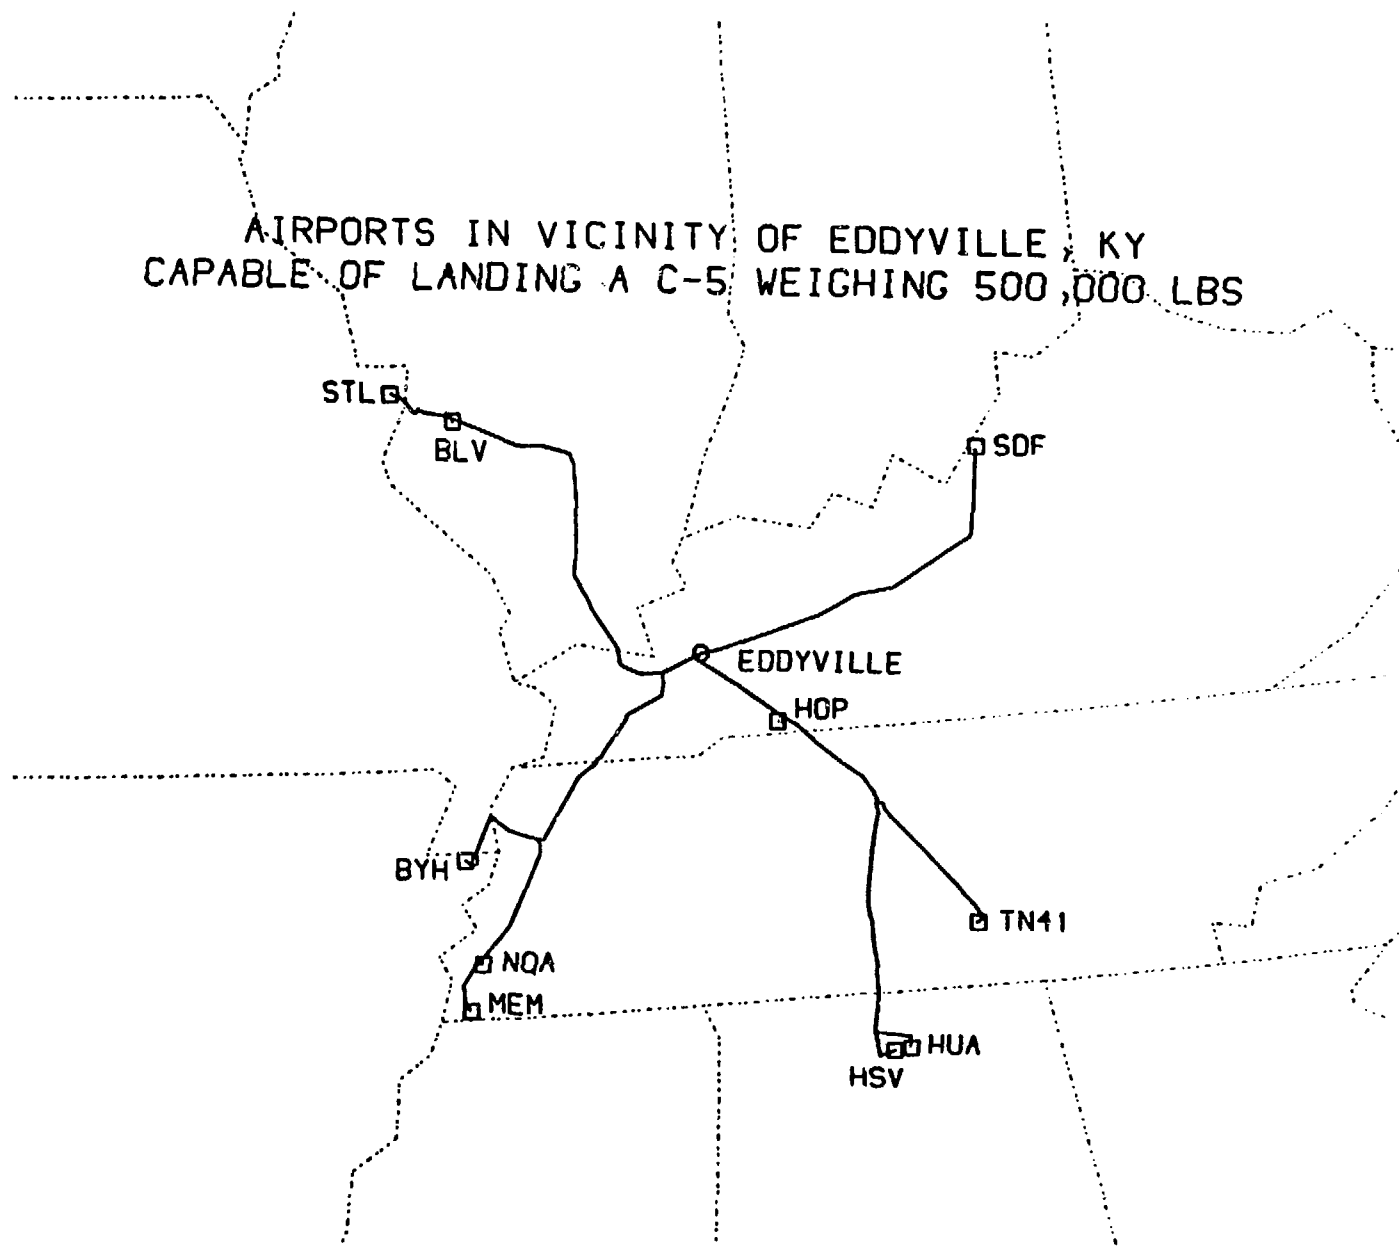 AIRPORTS IN VICINITY OF EDDYVILLE, KY
CAPABLE OF LANDING A C-5 WEIGHING 500,000 LBS
STL
BLV
SDF
EDDYVILLE
HOP
BYH
TN41
NQA
MEM
HUA
HSV